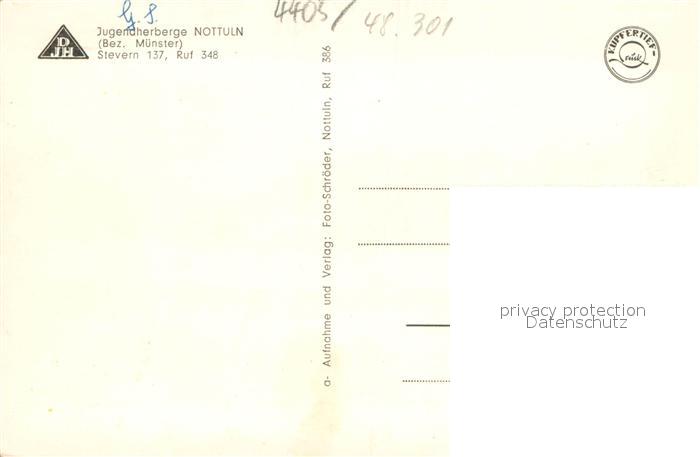 G. S.
4405/
48.301
DJH
Jugendherberge NOTTULN
(Bez. Münster)
Stevern 137, Ruf 348
KUPFERTIEF-
a- Aufnahme und Verlag: Foto-Schröder, Nottuln, Ruf 386
privacy protection
Datenschutz